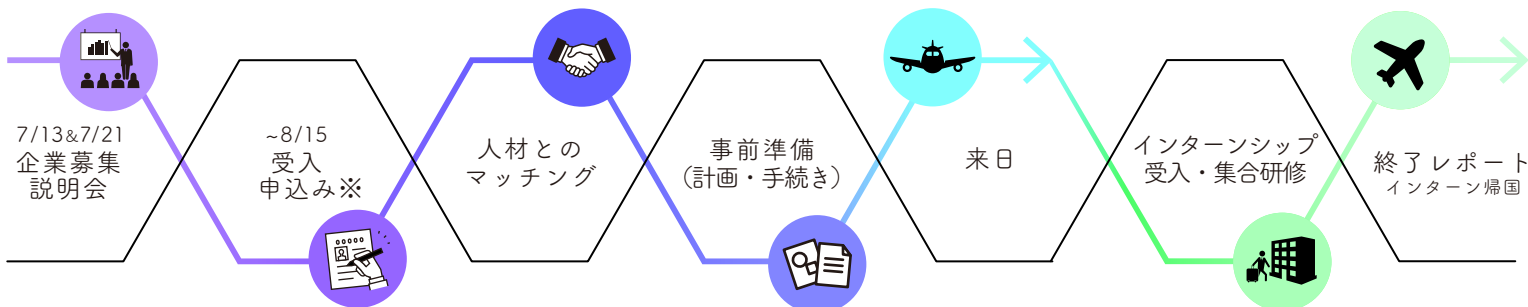 7/13&7/21
企業募集
説明会
~8/15
受入
申込み※
人材との
マッチング
事前準備
(計画・手続き)
来日
インターンシップ
受入・集合研修
終了レポート
インターン帰国